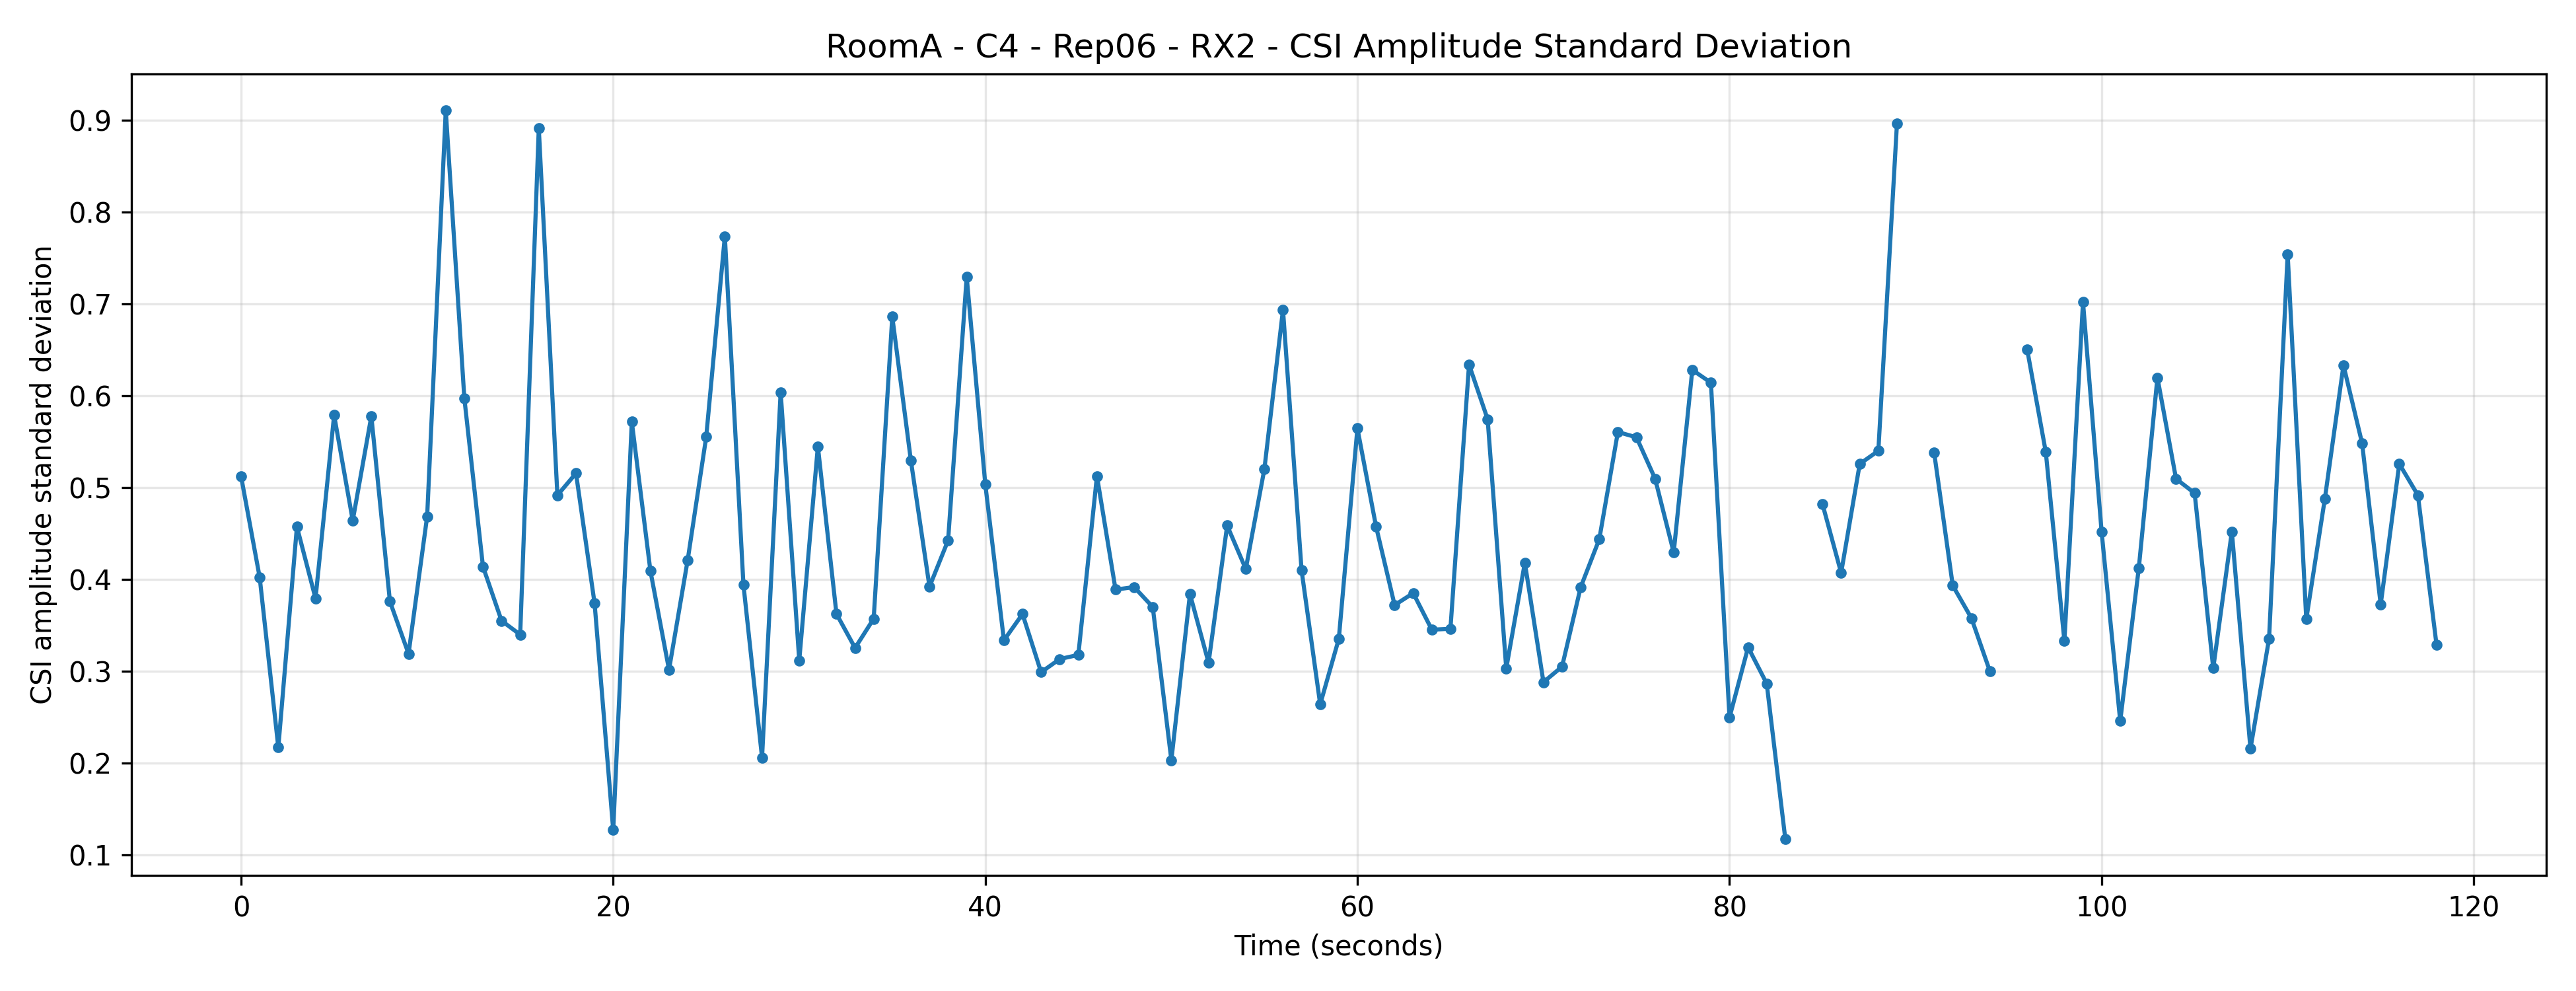 RoomA - C4 - Rep06 - RX2 - CSI Amplitude Standard Deviation
CSI amplitude standard deviation
0.9
0.8
0.7
0.6
0.5
0.4
0.3
0.2
0.1
0 20 40 60 80 100 120
Time (seconds)